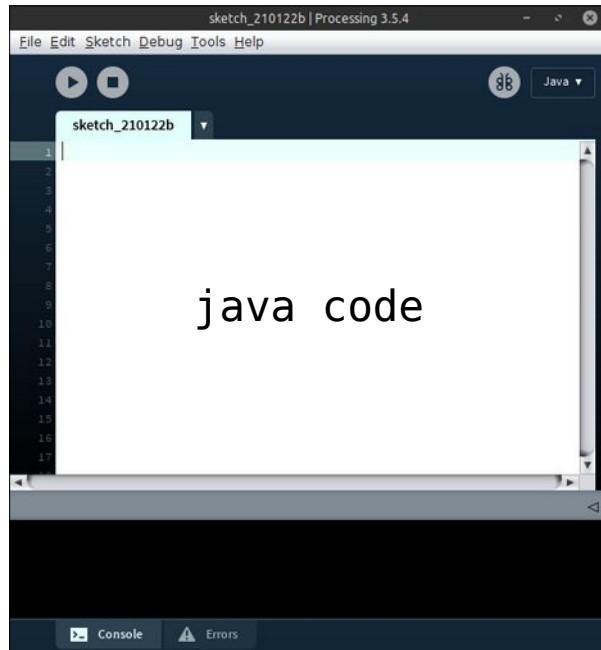 sketch_210122b | Processing 3.5.4
File Edit Sketch Debug Tools Help
Java
sketch_210122b
1
2
3
4
5
6
7
8
9
10
11
12
13
14
15
16
17
java code
Console
Errors